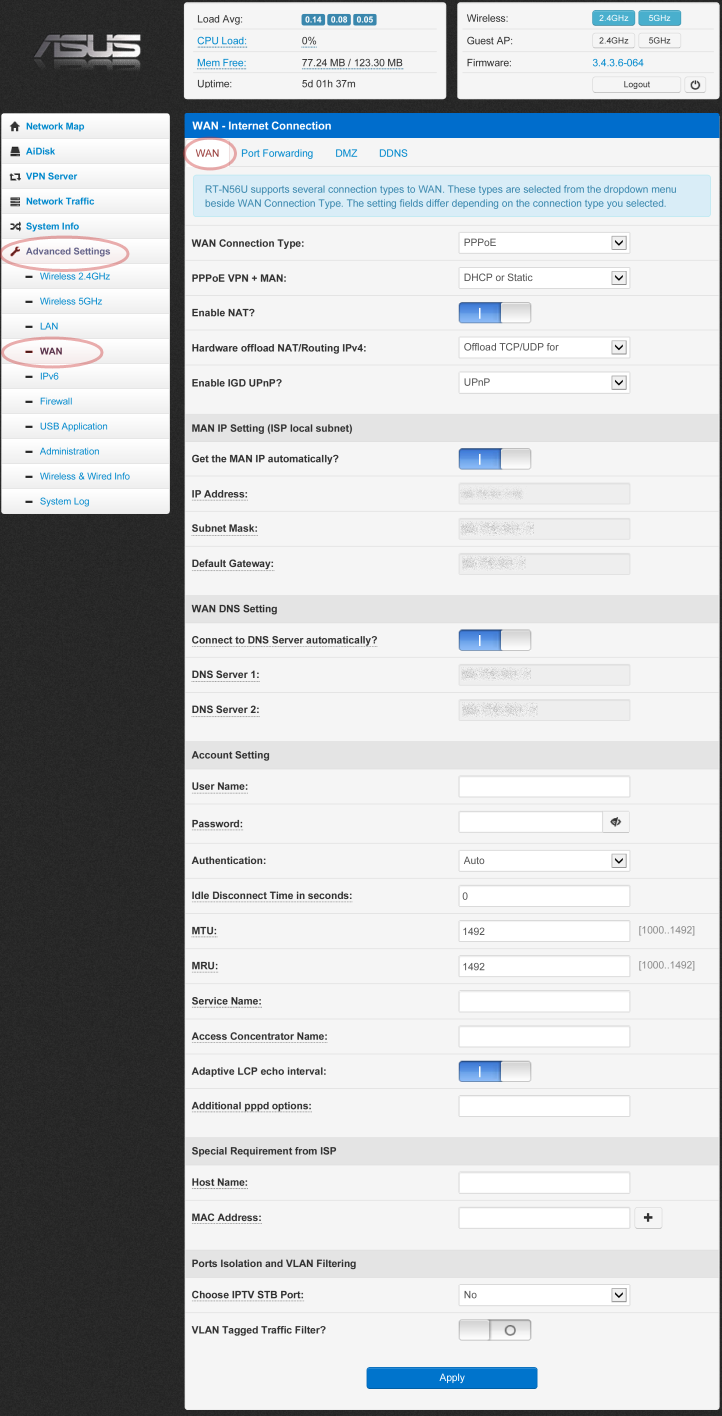 ASUS
Load Avg: 0.14 0.08 0.05
CPU Load: 0%
Mem Free: 77.24 MB / 123.30 MB
Uptime: 5d 01h 37m
Wireless: 2.4GHz 5GHz
Guest AP: 2.4GHz 5GHz
Firmware: 3.4.3.6-064
Logout
Network Map
AiDisk
VPN Server
Network Traffic
System Info
Advanced Settings
Wireless 2.4GHz
Wireless 5GHz
LAN
WAN
IPv6
Firewall
USB Application
Administration
Wireless & Wired Info
System Log
WAN - Internet Connection
WAN Port Forwarding DMZ DDNS
RT-N56U supports several connection types to WAN. These types are selected from the dropdown menu
beside WAN Connection Type. The setting fields differ depending on the connection type you selected.
WAN Connection Type: PPPoE
PPPoE VPN + MAN: DHCP or Static
Enable NAT?
Hardware offload NAT/Routing IPv4: Offload TCP/UDP for
Enable IGD UPnP? UPnP
MAN IP Setting (ISP local subnet)
Get the MAN IP automatically?
IP Address:
Subnet Mask:
Default Gateway:
WAN DNS Setting
Connect to DNS Server automatically?
DNS Server 1:
DNS Server 2:
Account Setting
User Name:
Password:
Authentication: Auto
Idle Disconnect Time in seconds: 0
MTU: 1492 [1000..1492]
MRU: 1492 [1000..1492]
Service Name:
Access Concentrator Name:
Adaptive LCP echo interval:
Additional pppd options:
Special Requirement from ISP
Host Name:
MAC Address:
Ports Isolation and VLAN Filtering
Choose IPTV STB Port: No
VLAN Tagged Traffic Filter?
Apply